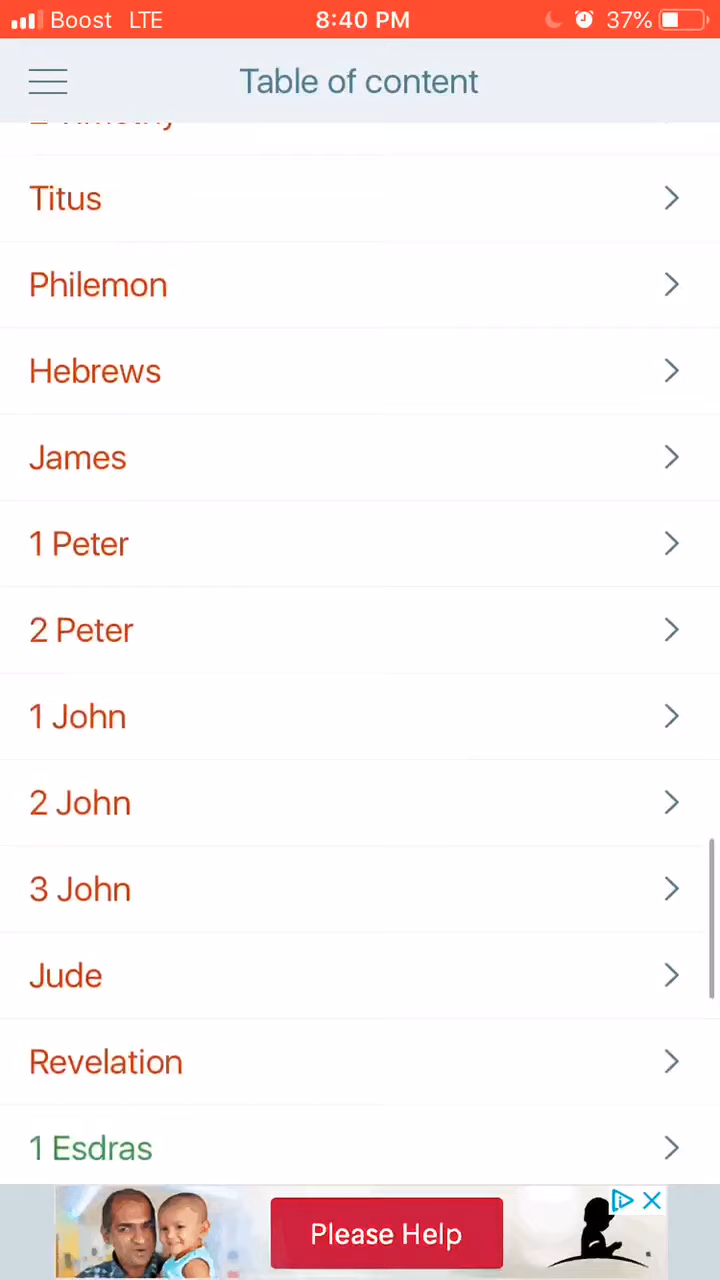 Boost LTE 8:40 PM 37%
Table of content
Titus
Philemon
Hebrews
James
1 Peter
2 Peter
1 John
2 John
3 John
Jude
Revelation
1 Esdras
Please Help